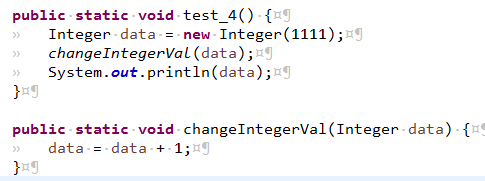 public static void test_4() {
    Integer data = new Integer(1111);
    changeIntegerVal(data);
    System.out.println(data);
}

public static void changeIntegerVal(Integer data) {
    data = data + 1;
}